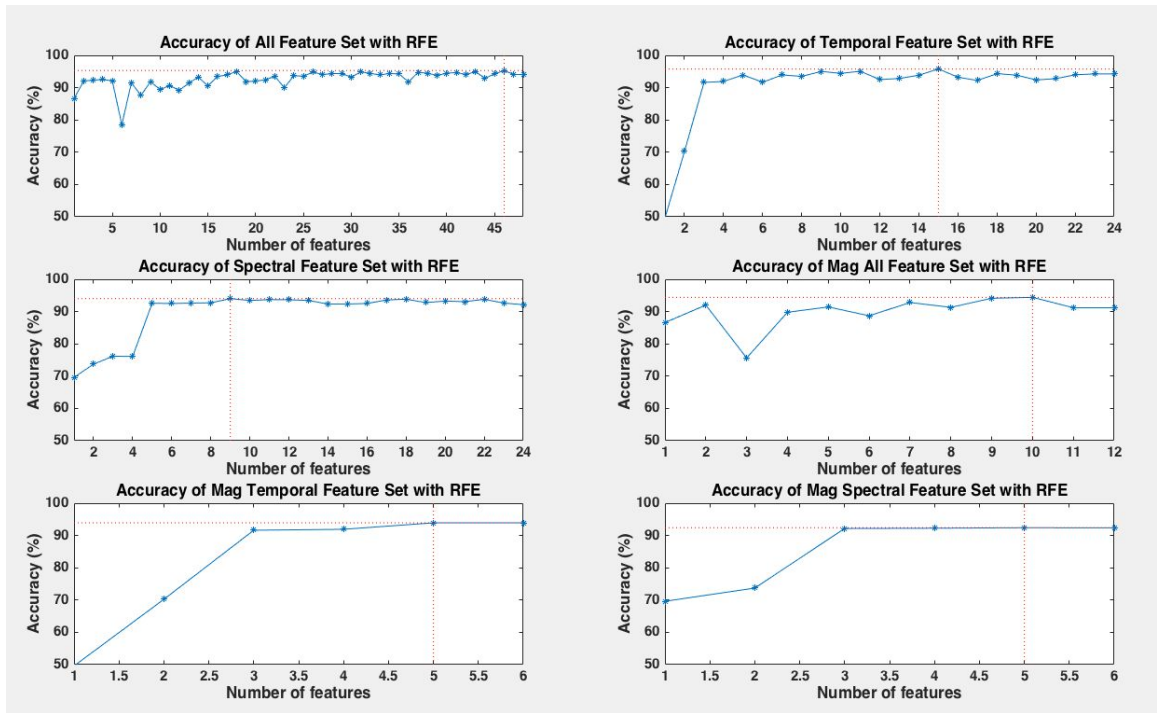 Accuracy of All Feature Set with RFE
Accuracy (%)
100
90
80
70
60
50
5 10 15 20 25 30 35 40 45
Number of features
Accuracy of Temporal Feature Set with RFE
Accuracy (%)
100
90
80
70
60
50
2 4 6 8 10 12 14 16 18 20 22 24
Number of features
Accuracy of Spectral Feature Set with RFE
Accuracy (%)
100
90
80
70
60
50
2 4 6 8 10 12 14 16 18 20 22 24
Number of features
Accuracy of Mag All Feature Set with RFE
Accuracy (%)
100
90
80
70
60
50
1 2 3 4 5 6 7 8 9 10 11 12
Number of features
Accuracy of Mag Temporal Feature Set with RFE
Accuracy (%)
100
90
80
70
60
50
1 1.5 2 2.5 3 3.5 4 4.5 5 5.5 6
Number of features
Accuracy of Mag Spectral Feature Set with RFE
Accuracy (%)
100
90
80
70
60
50
1 1.5 2 2.5 3 3.5 4 4.5 5 5.5 6
Number of features